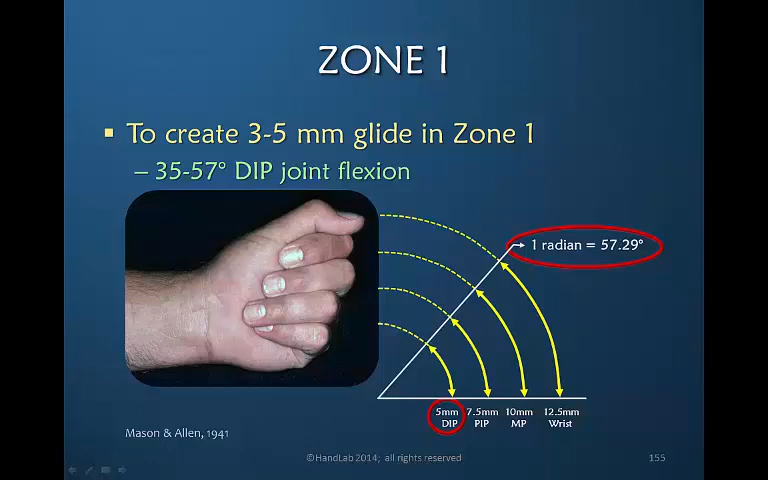 ZONE 1
▪ To create 3-5 mm glide in Zone 1
– 35-57° DIP joint flexion
1 radian = 57.29°
5mm 7.5mm 10mm 12.5mm
DIP PIP MP Wrist
Mason & Allen, 1941
©HandLab 2014; all rights reserved
155